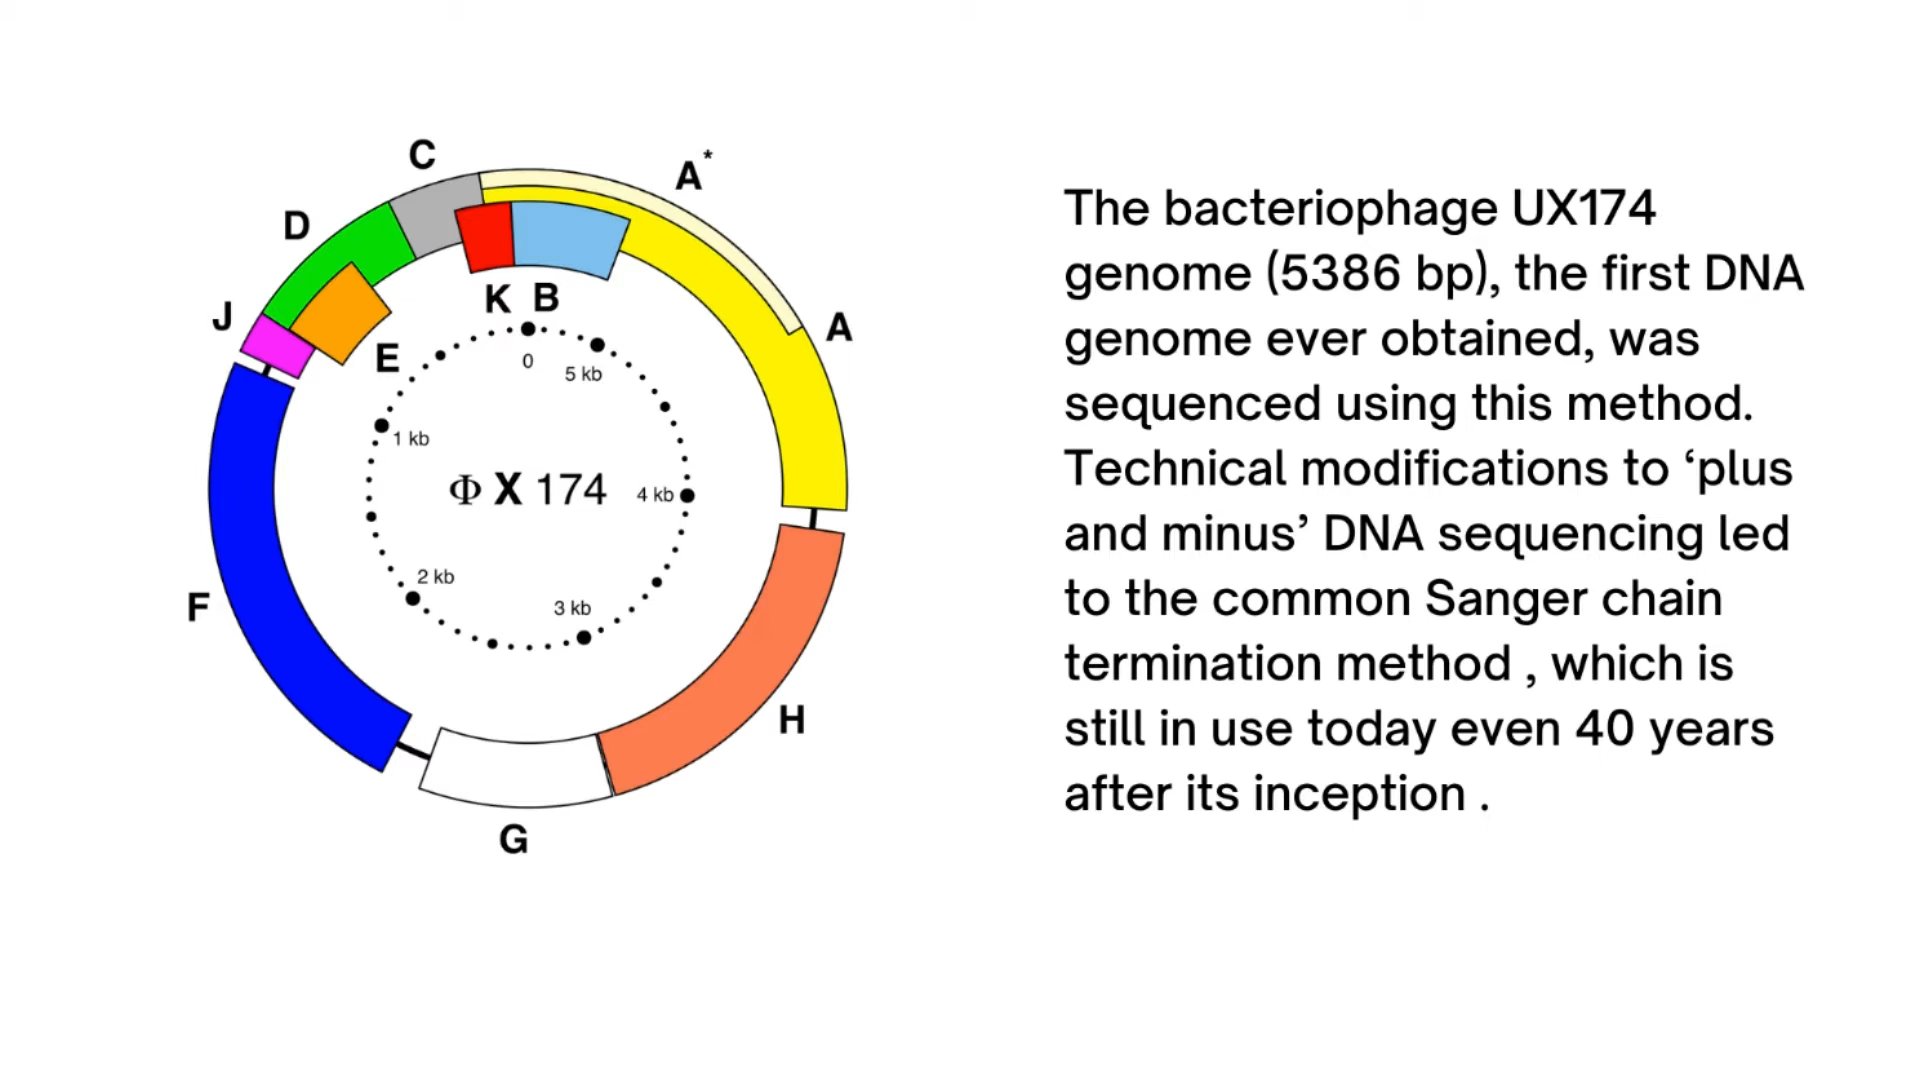 C
A*
D
J
A
K B
E
0
5 kb
1 kb
Φ X 174
4 kb
2 kb
3 kb
F
H
G
The bacteriophage UX174
genome (5386 bp), the first DNA
genome ever obtained, was
sequenced using this method.
Technical modifications to ‘plus
and minus’ DNA sequencing led
to the common Sanger chain
termination method , which is
still in use today even 40 years
after its inception .